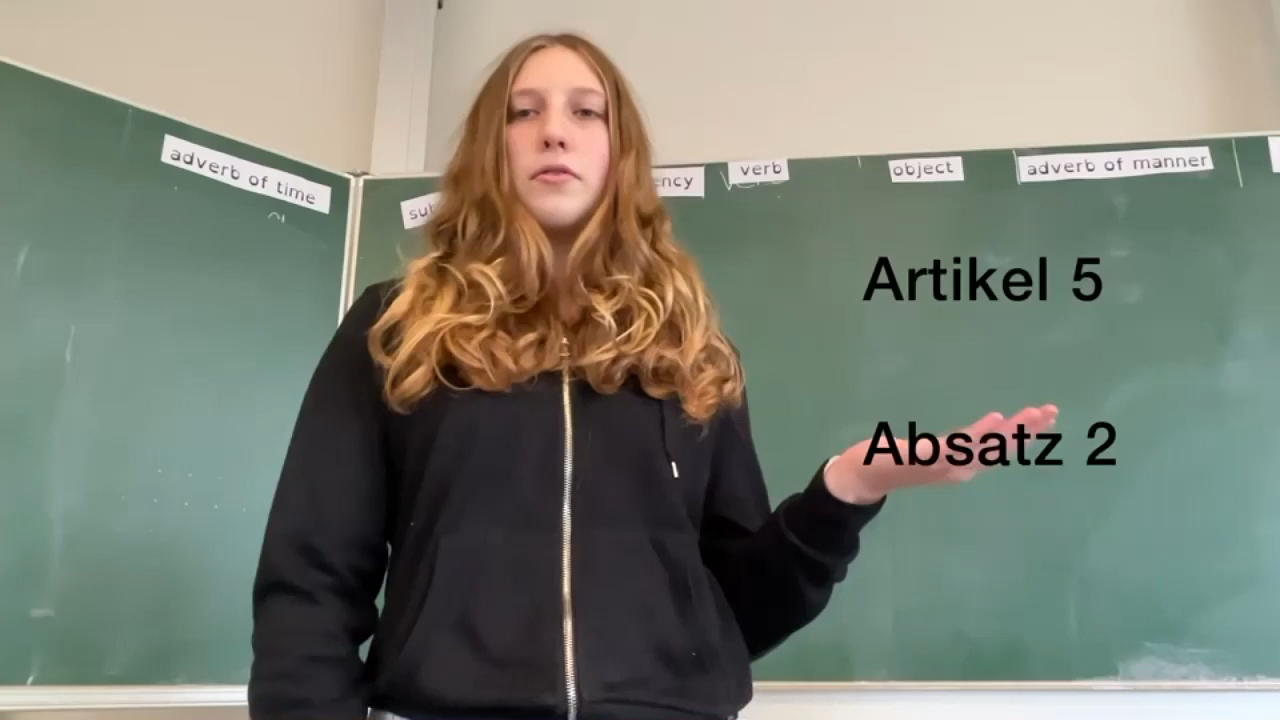 adverb of time
verb
object
adverb of manner
Artikel 5
Absatz 2